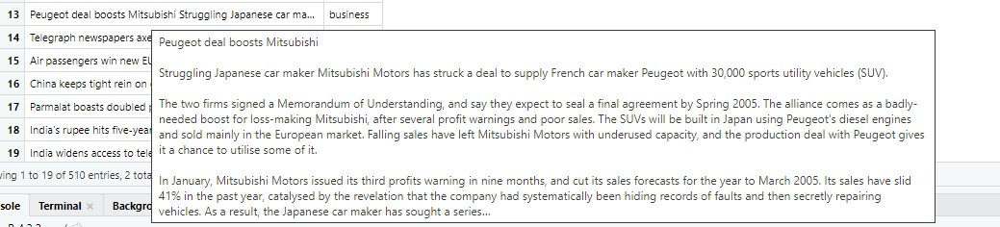 13 Peugeot deal boosts Mitsubishi Struggling Japanese car ma... business
14 Telegraph newspapers axe
Peugeot deal boosts Mitsubishi
15 Air passengers win new EU
Struggling Japanese car maker Mitsubishi Motors has struck a deal to supply French car maker Peugeot with 30,000 sports utility vehicles (SUV).
16 China keeps tight rein on
17 Parmalat boasts doubled
The two firms signed a Memorandum of Understanding, and say they expect to seal a final agreement by Spring 2005. The alliance comes as a badly-
needed boost for loss-making Mitsubishi, after several profit warnings and poor sales. The SUVs will be built in Japan using Peugeot's diesel engines
18 India's rupee hits five-year
and sold mainly in the European market. Falling sales have left Mitsubishi Motors with underused capacity, and the production deal with Peugeot gives
19 India widens access to tele
it a chance to utilise some of it.
wing 1 to 19 of 510 entries, 2 tota
In January, Mitsubishi Motors issued its third profits warning in nine months, and cut its sales forecasts for the year to March 2005. Its sales have slid
41% in the past year, catalysed by the revelation that the company had systematically been hiding records of faults and then secretly repairing
vehicles. As a result, the Japanese car maker has sought a series...
sole Terminal × Backgro